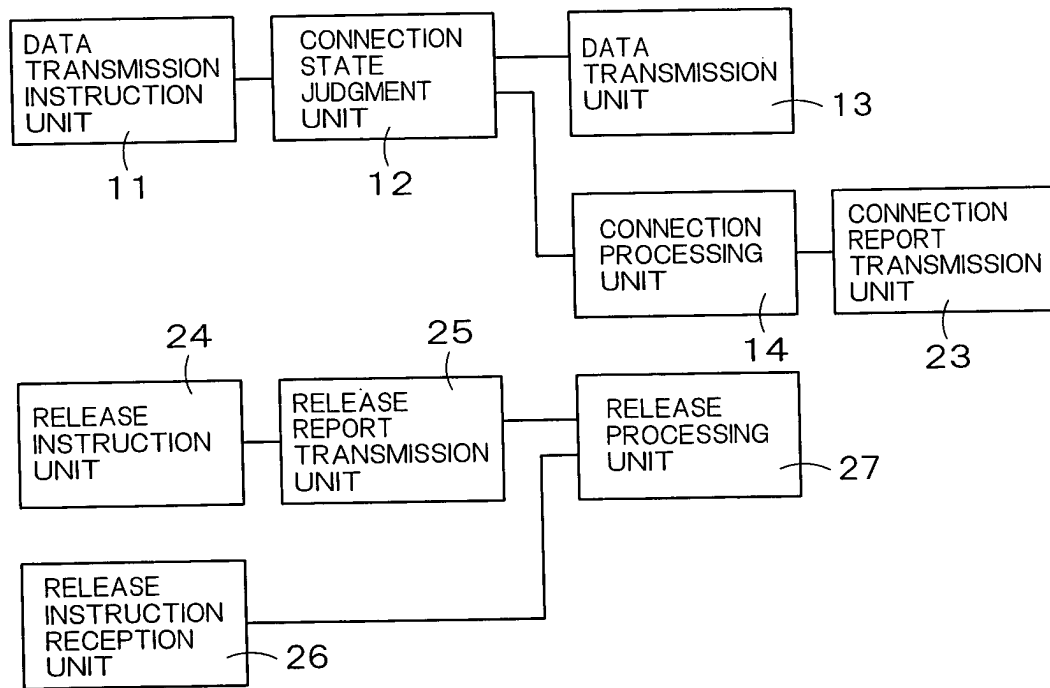 DATA
TRANSMISSION
INSTRUCTION
UNIT
11
CONNECTION
STATE
JUDGMENT
UNIT
12
DATA
TRANSMISSION
UNIT
13
CONNECTION
PROCESSING
UNIT
14
CONNECTION
REPORT
TRANSMISSION
UNIT
23
24
RELEASE
INSTRUCTION
UNIT
25
RELEASE
REPORT
TRANSMISSION
UNIT
RELEASE
PROCESSING
UNIT
27
RELEASE
INSTRUCTION
RECEPTION
UNIT
26